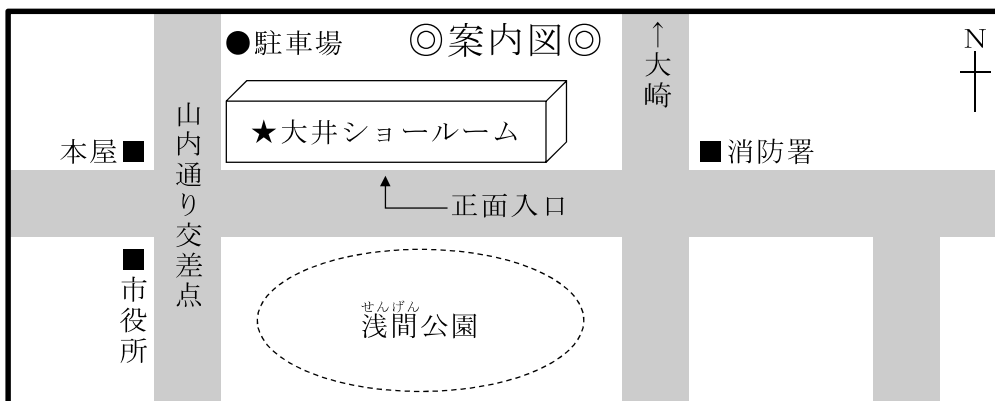 ◎案内図◎
●駐車場
↑大崎
N
★大井ショールーム
山内通り交差点
本屋■
■消防署
正面入口
■市役所
せんげん
浅間公園